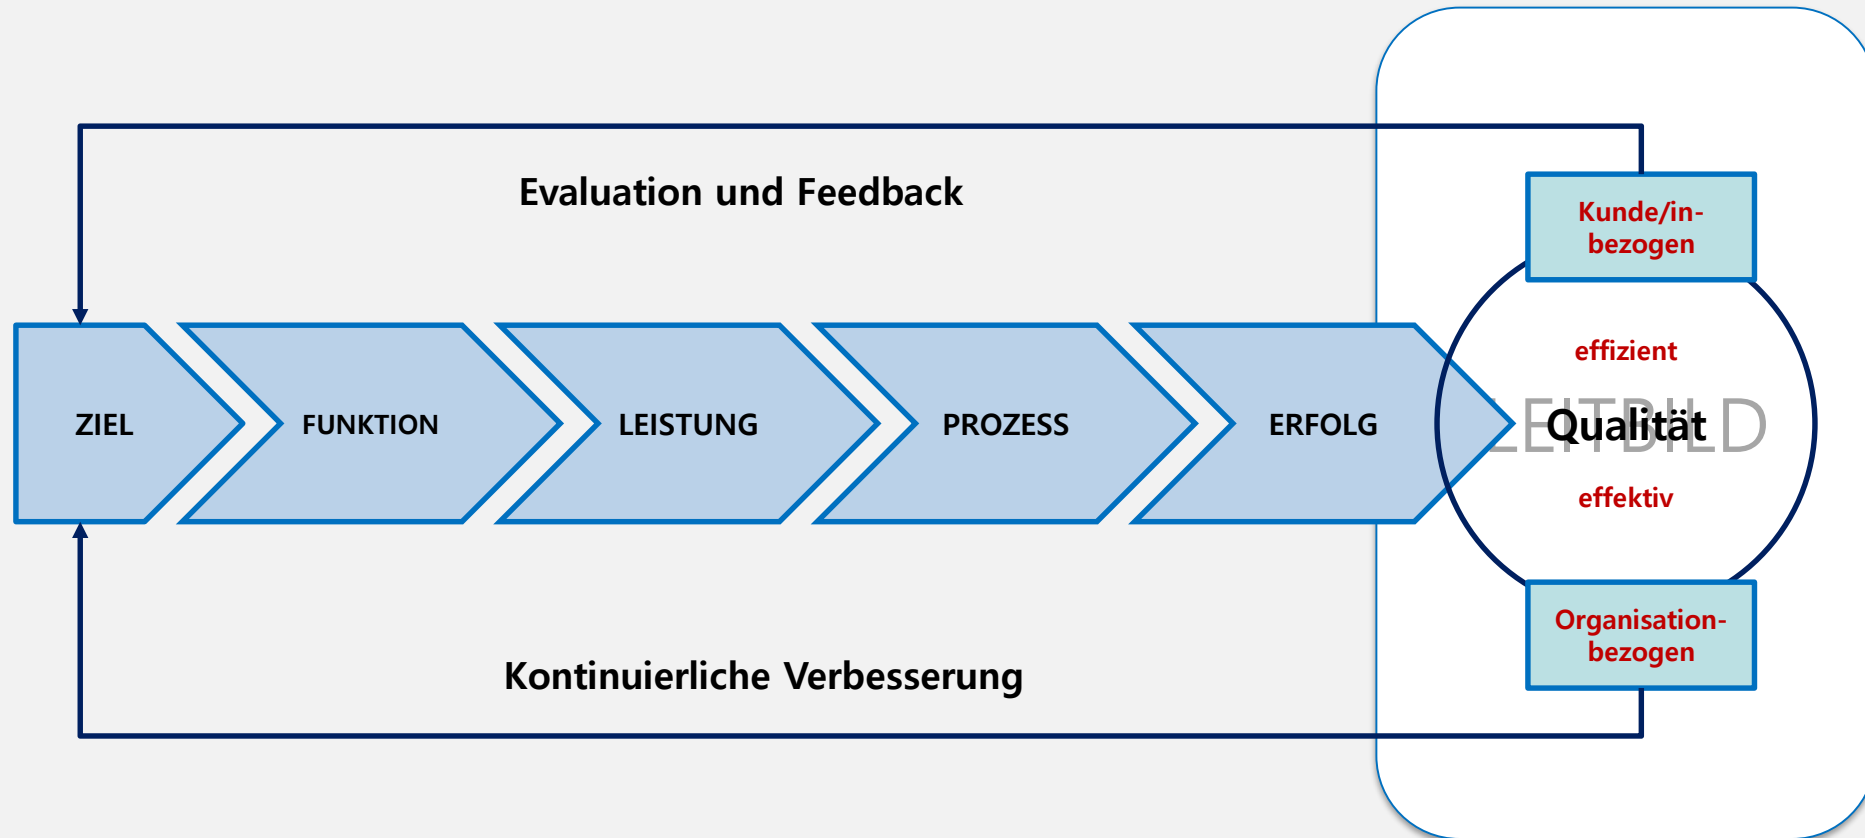 Evaluation und Feedback
Kunde/in-
bezogen
effizient
ZIEL
FUNKTION
LEISTUNG
PROZESS
ERFOLG
LEITBILD
Qualität
effektiv
Organisation-
bezogen
Kontinuierliche Verbesserung